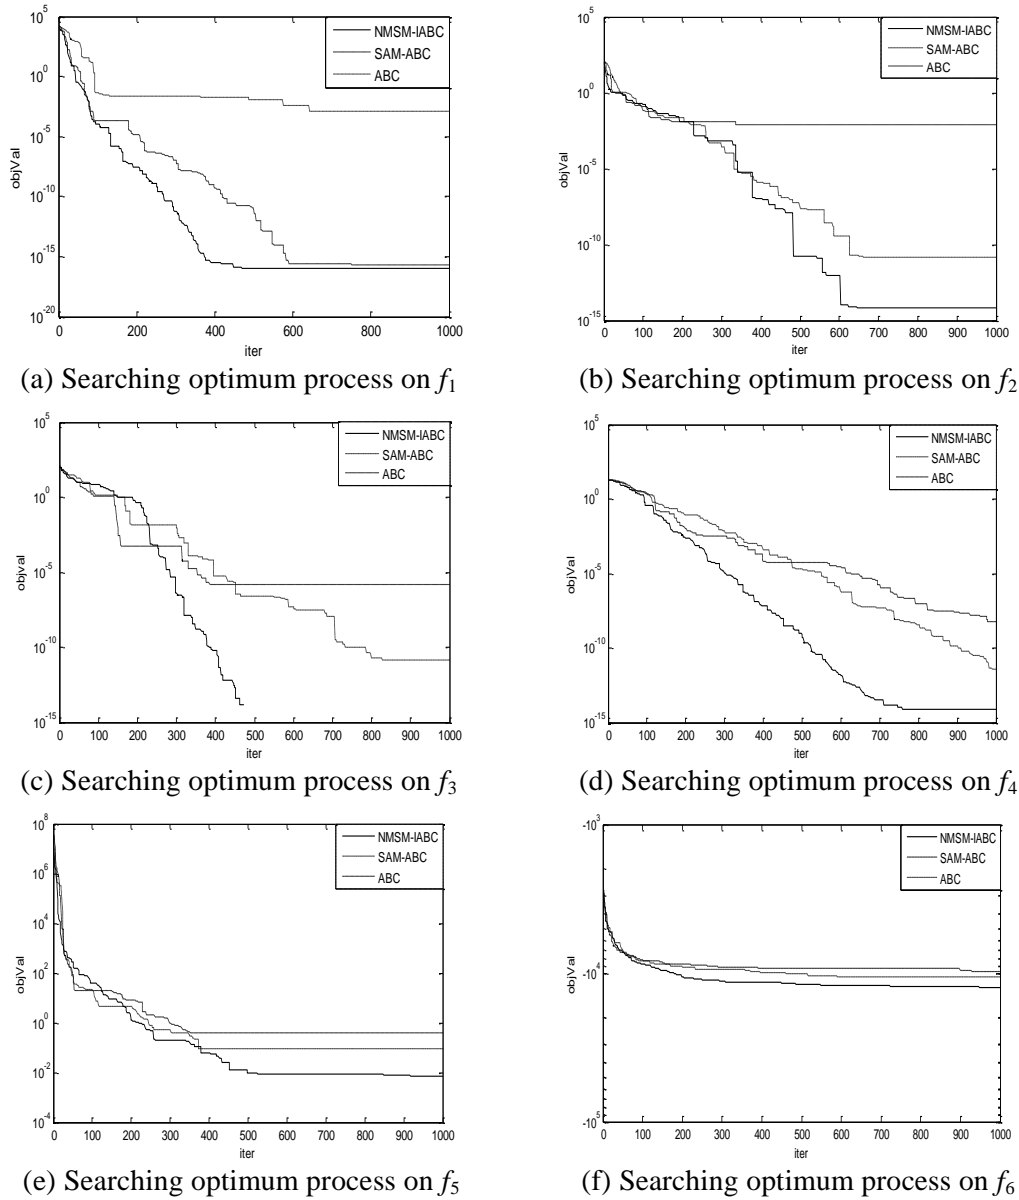 10^5
10^0
10^-5
10^-10
10^-15
10^-20
objVal
0 200 400 600 800 1000
iter
NMSM-IABC
SAM-ABC
ABC
10^5
10^0
10^-5
10^-10
10^-15
objVal
0 100 200 300 400 500 600 700 800 900 1000
iter
NMSM-IABC
SAM-ABC
ABC
(a) Searching optimum process on f1
(b) Searching optimum process on f2
10^5
10^0
10^-5
10^-10
10^-15
objVal
0 100 200 300 400 500 600 700 800 900 1000
iter
NMSM-IABC
SAM-ABC
ABC
10^5
10^0
10^-5
10^-10
10^-15
objVal
0 100 200 300 400 500 600 700 800 900 1000
iter
NMSM-IABC
SAM-ABC
ABC
(c) Searching optimum process on f3
(d) Searching optimum process on f4
10^8
10^6
10^4
10^2
10^0
10^-2
10^-4
objVal
0 100 200 300 400 500 600 700 800 900 1000
iter
NMSM-IABC
SAM-ABC
ABC
-10^3
-10^4
-10^5
objVal
0 100 200 300 400 500 600 700 800 900 1000
iter
NMSM-IABC
SAM-ABC
ABC
(e) Searching optimum process on f5
(f) Searching optimum process on f6